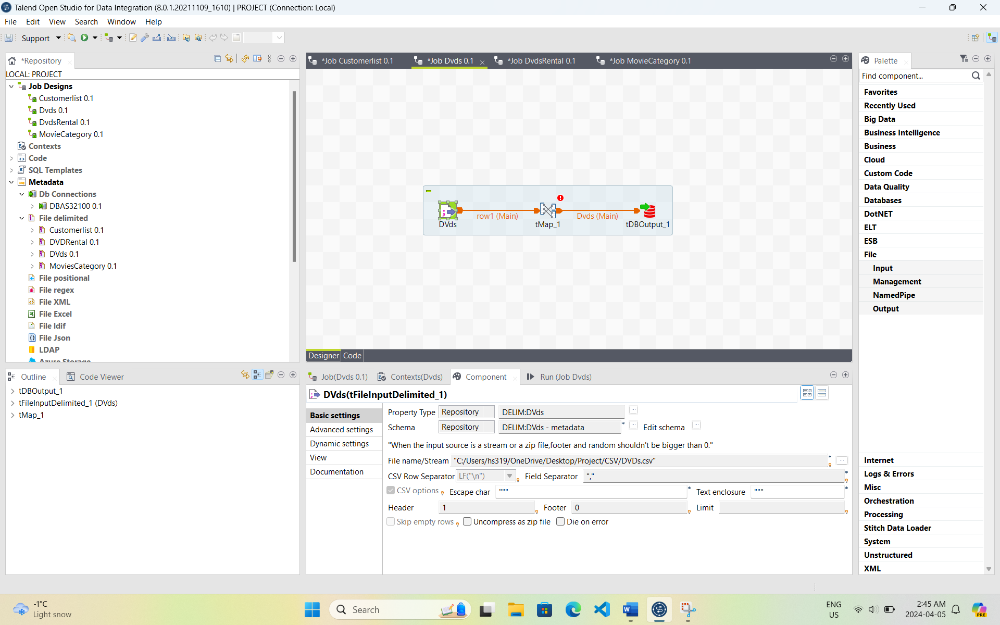 Talend Open Studio for Data Integration (8.0.1.20211109_1610) | PROJECT (Connection: Local)
File Edit View Search Window Help
Support
*Repository
LOCAL: PROJECT
Job Designs
Customerlist 0.1
Dvds 0.1
DvdsRental 0.1
MovieCategory 0.1
Contexts
Code
SQL Templates
Metadata
Db Connections
DBAS32100 0.1
File delimited
Customerlist 0.1
DVDRental 0.1
DVds 0.1
MoviesCategory 0.1
File positional
File regex
File XML
File Excel
File ldif
File Json
LDAP
Azure Storage
*Job Customerlist 0.1
*Job Dvds 0.1
*Job DvdsRental 0.1
*Job MovieCategory 0.1
row1 (Main)
Dvds (Main)
DVds
tMap_1
tDBOutput_1
Designer
Code
Palette
Find component...
Favorites
Recently Used
Big Data
Business Intelligence
Business
Cloud
Custom Code
Data Quality
Databases
DotNET
ELT
ESB
File
Input
Management
NamedPipe
Output
Internet
Logs & Errors
Misc
Orchestration
Processing
Stitch Data Loader
System
Unstructured
XML
Outline
Code Viewer
tDBOutput_1
tFileInputDelimited_1 (DVds)
tMap_1
Job(Dvds 0.1)
Contexts(Dvds)
Component
Run (Job Dvds)
DVds(tFileInputDelimited_1)
Basic settings
Advanced settings
Dynamic settings
View
Documentation
Property Type Repository DELIM:DVds ...
Schema Repository DELIM:DVds - metadata * ... Edit schema ...
"When the input source is a stream or a zip file,footer and random shouldn't be bigger than 0."
File name/Stream "C:/Users/hs319/OneDrive/Desktop/Project/CSV/DVDs.csv" * ...
CSV Row Separator LF("\n") Field Separator "," *
CSV options Escape char """ * Text enclosure """ *
Header 1 Footer 0 Limit
Skip empty rows Uncompress as zip file Die on error
-1°C
Light snow
Search
ENG
US
2:45 AM
2024-04-05
PRE